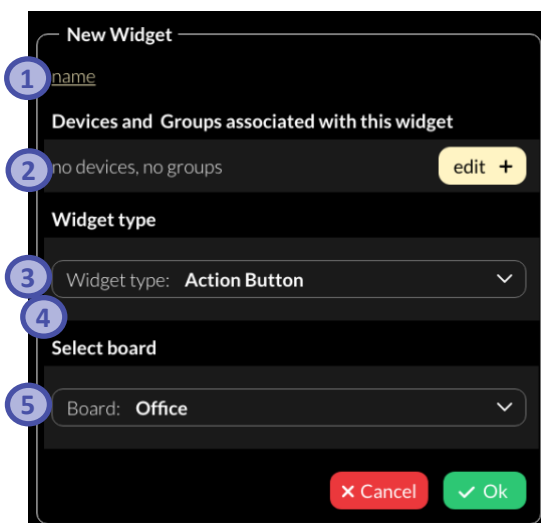 New Widget
1 name
Devices and Groups associated with this widget
2 no devices, no groups edit +
Widget type
3 Widget type: Action Button
4
Select board
5 Board: Office
Cancel Ok